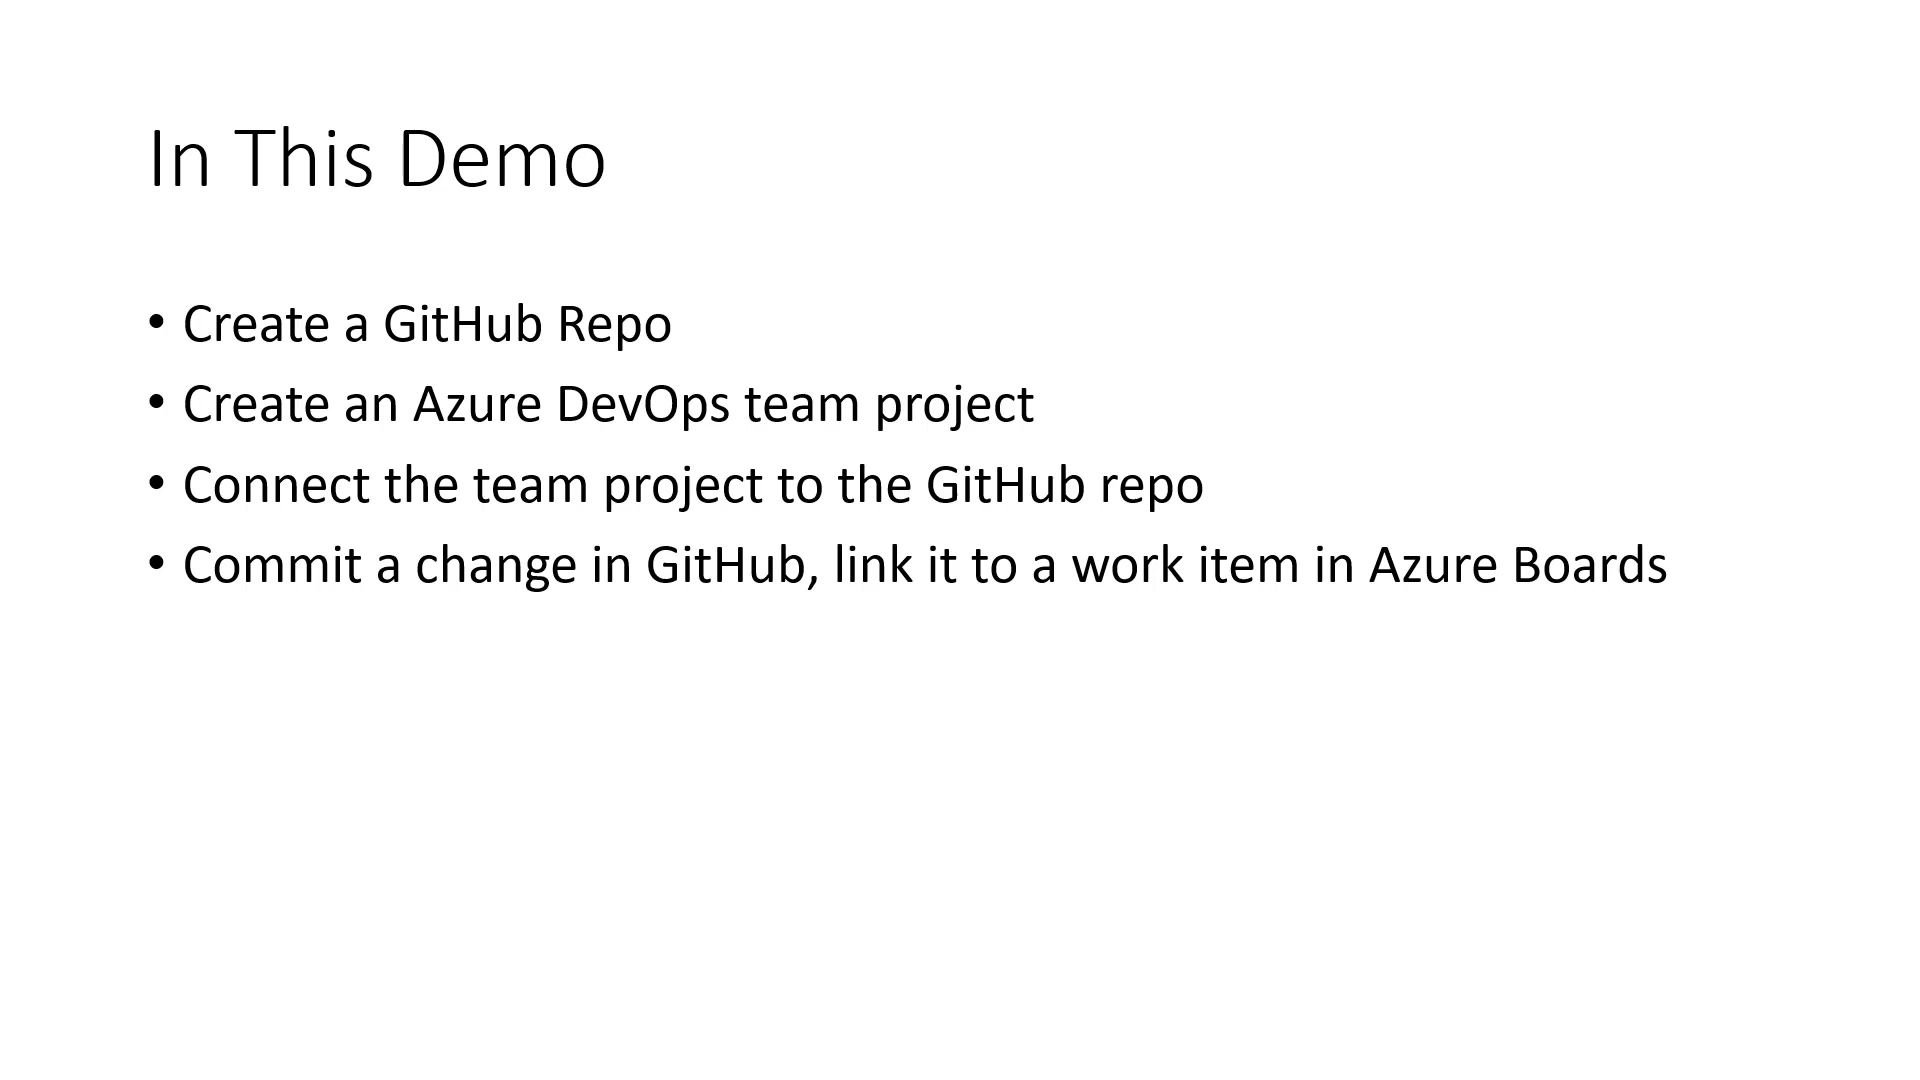 In This Demo
• Create a GitHub Repo
• Create an Azure DevOps team project
• Connect the team project to the GitHub repo
• Commit a change in GitHub, link it to a work item in Azure Boards